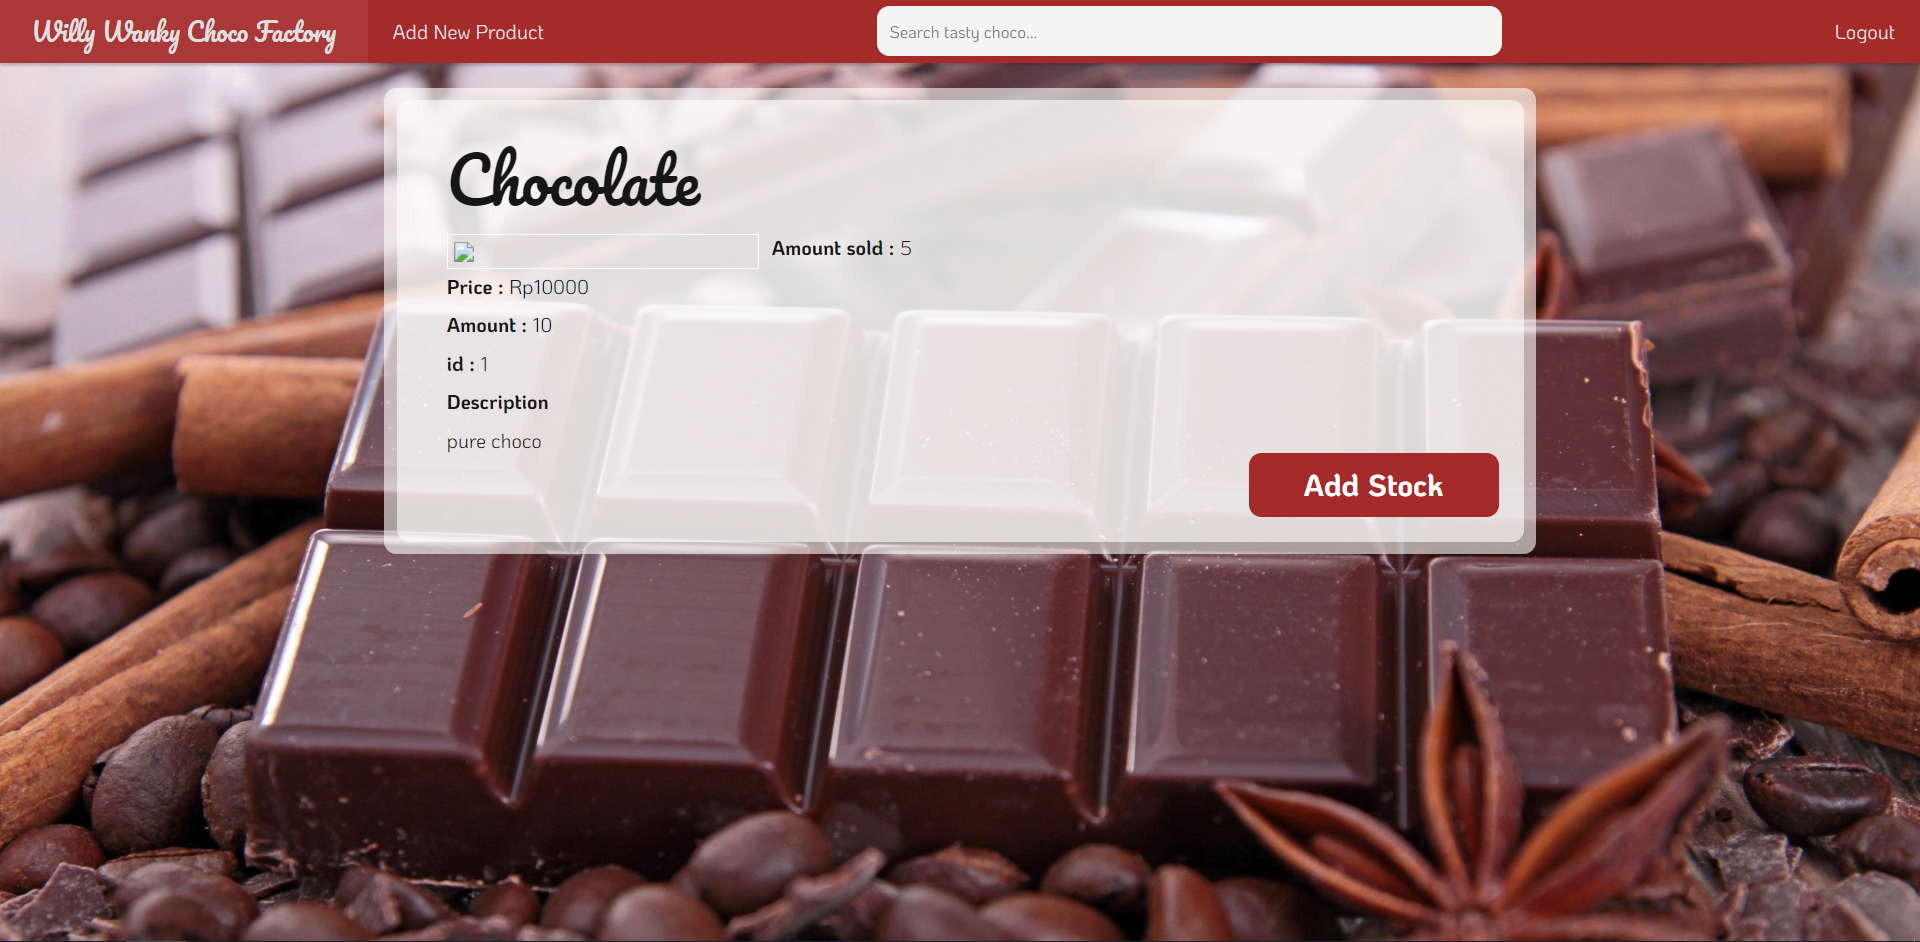 Willy Wanky Choco Factory
Add New Product
Search tasty choco...
Logout
Chocolate
Amount sold : 5
Price : Rp10000
Amount : 10
id : 1
Description
pure choco
Add Stock